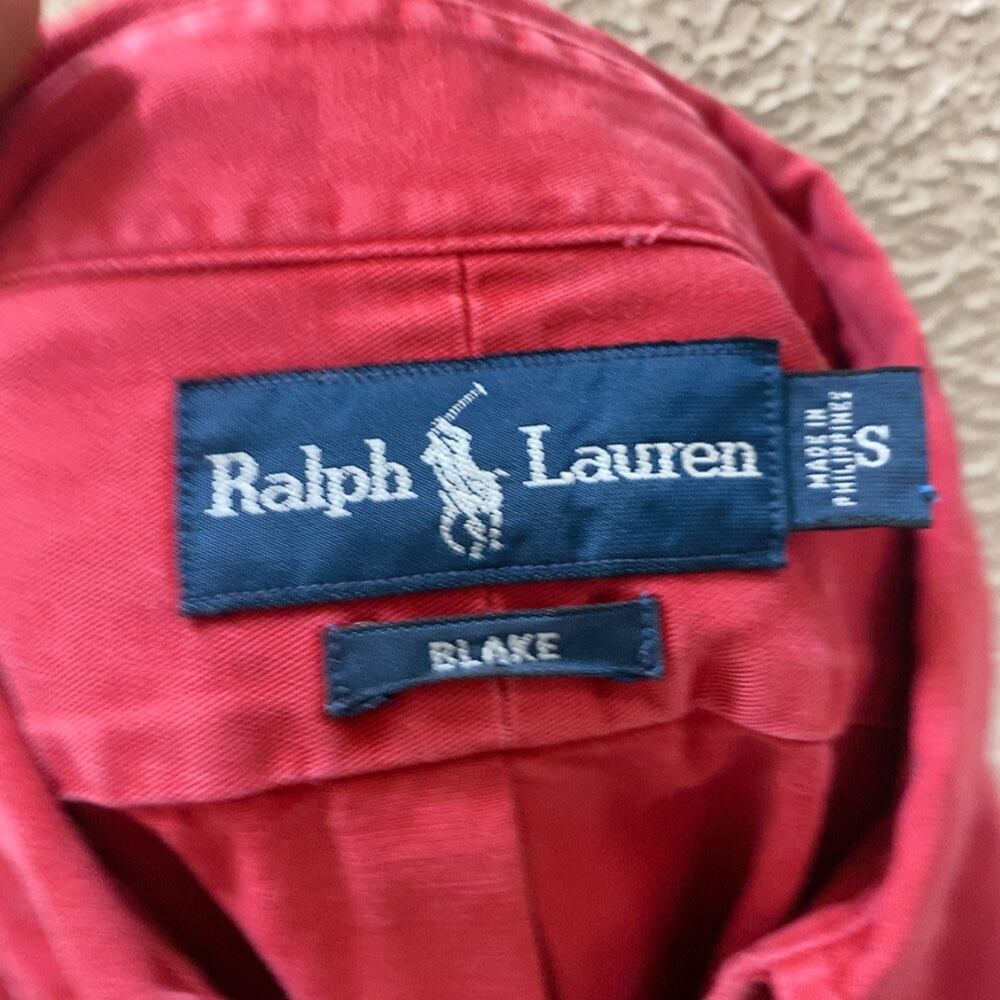 Ralph Lauren
MADE IN
PHILIPPINES
S
BLAKE